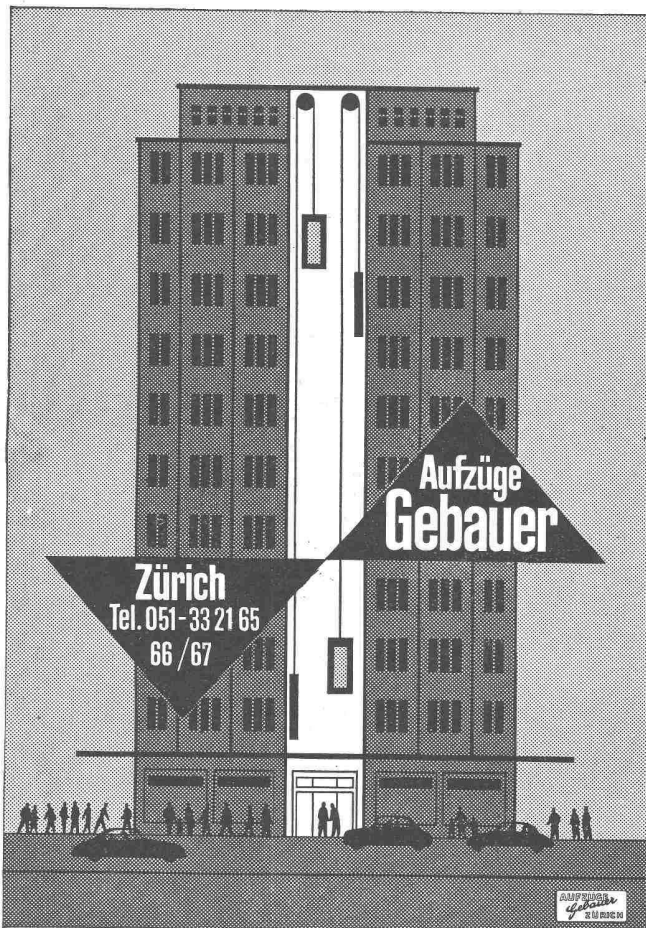 Aufzüge
Gebauer
Zürich
Tel. 051-33 21 65
66/67
AUFZÜGE
Gebauer
ZÜRICH